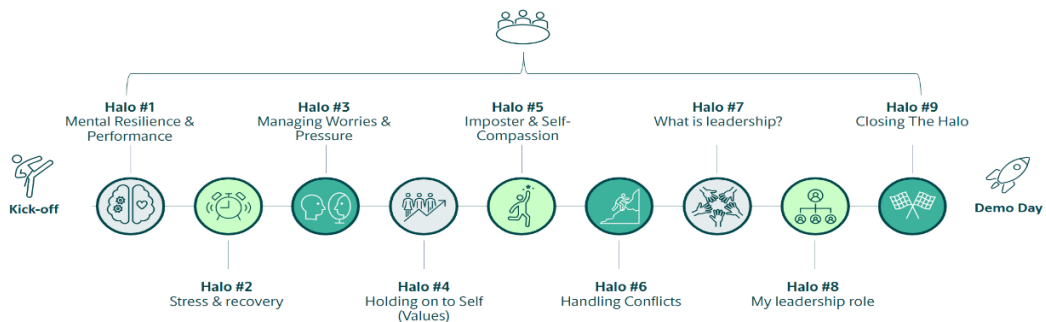 Halo #1
Mental Resilience &
Performance
Halo #3
Managing Worries &
Pressure
Halo #5
Imposter & Self-
Compassion
Halo #7
What is leadership?
Halo #9
Closing The Halo
Kick-off
Demo Day
Halo #2
Stress & recovery
Halo #4
Holding on to Self
(Values)
Halo #6
Handling Conflicts
Halo #8
My leadership role